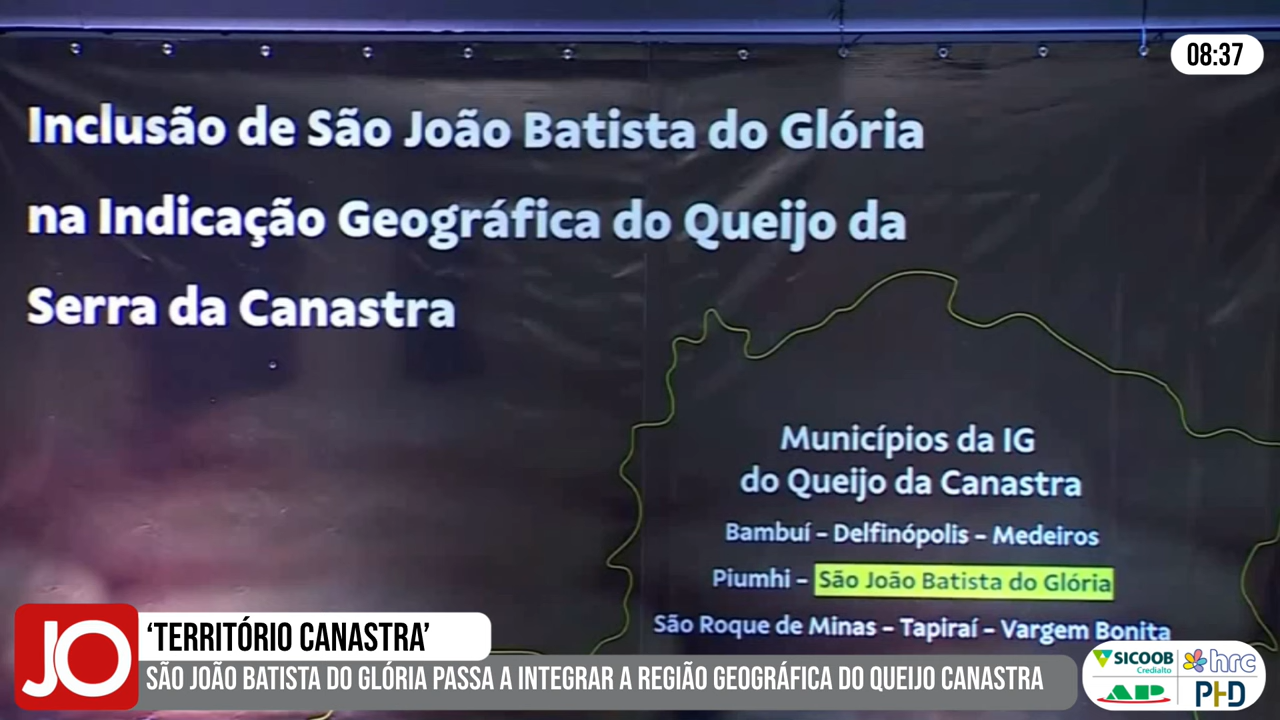 08:37
Inclusão de São João Batista do Glória
na Indicação Geográfica do Queijo da
Serra da Canastra
Municípios da IG
do Queijo da Canastra
Bambuí – Delfinópolis – Medeiros
Piumhi – São João Batista do Glória
São Roque de Minas – Tapiraí – Vargem Bonita
JO
‘TERRITÓRIO CANASTRA’
SÃO JOÃO BATISTA DO GLÓRIA PASSA A INTEGRAR A REGIÃO GEOGRÁFICA DO QUEIJO CANASTRA
SICOOB
Credialto
hrc
AP
PHD